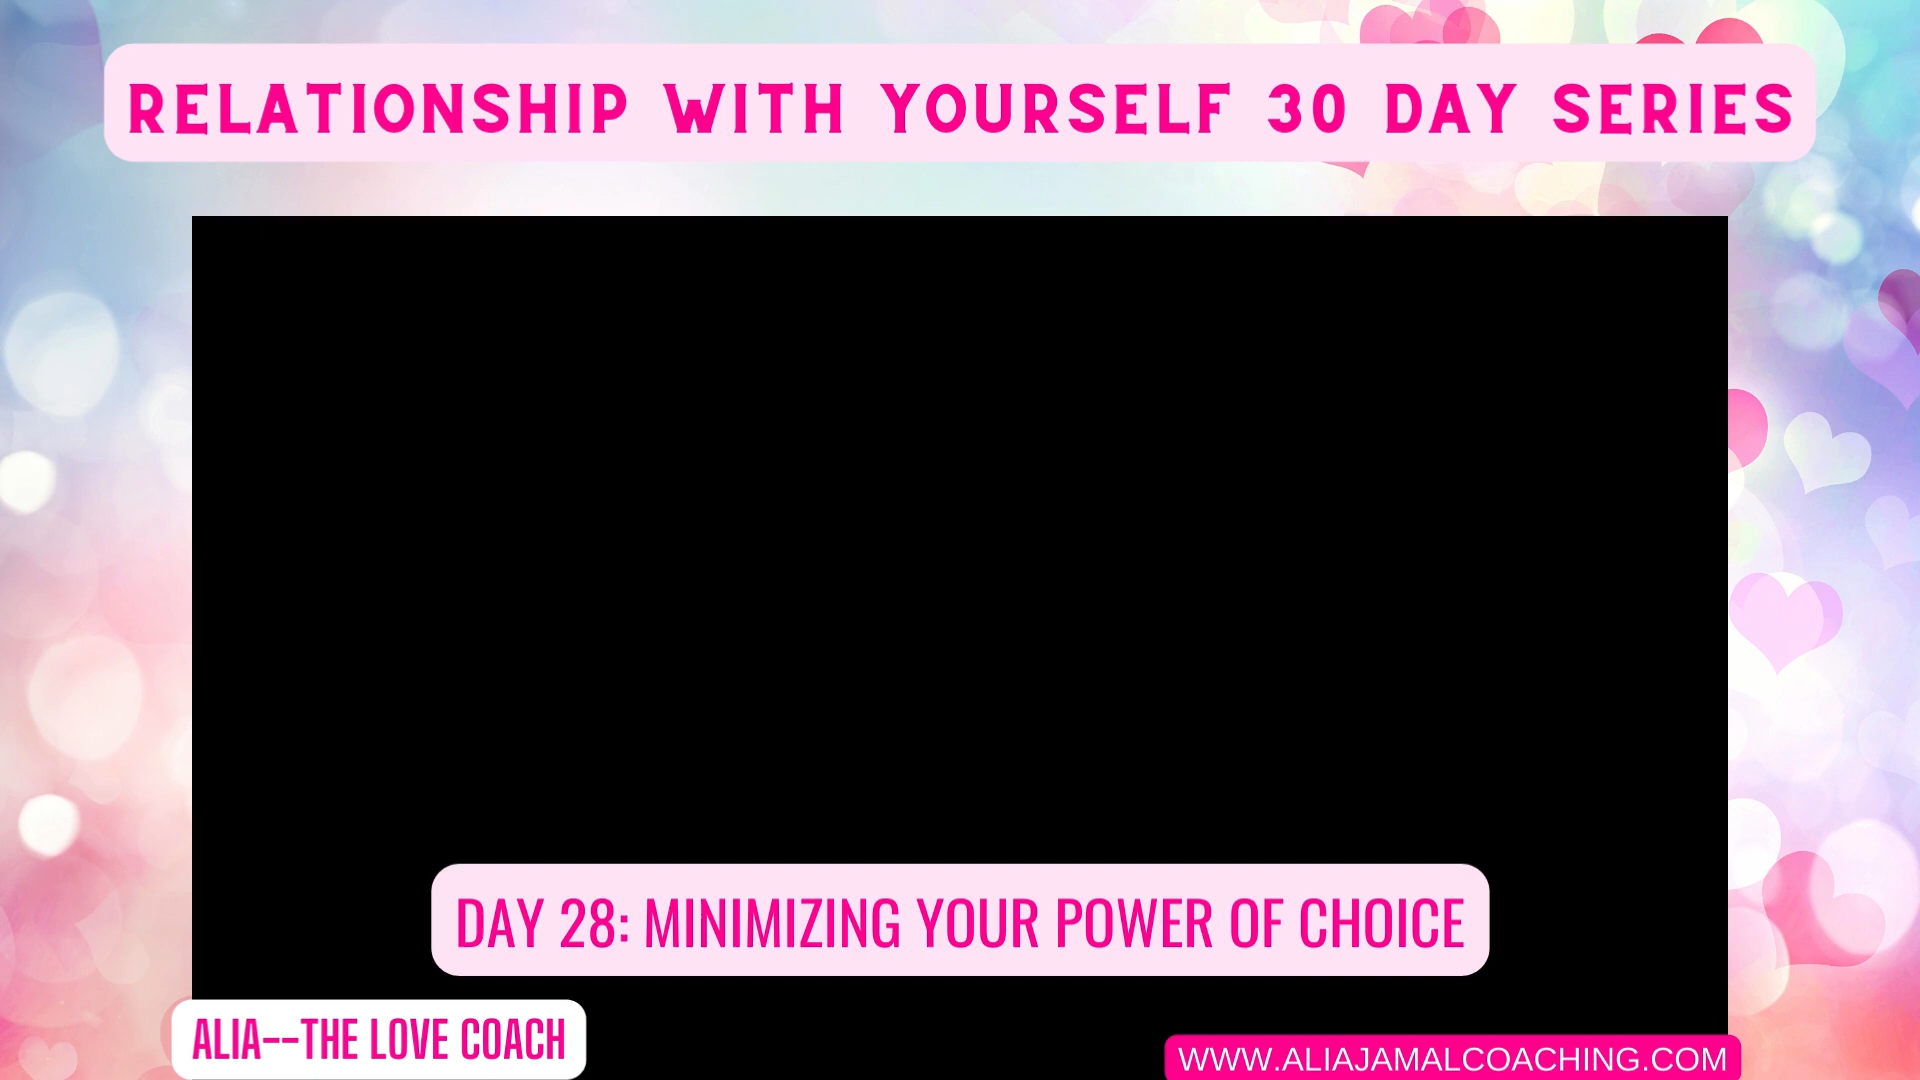 RELATIONSHIP WITH YOURSELF 30 DAY SERIES
DAY 28: MINIMIZING YOUR POWER OF CHOICE
ALIA--THE LOVE COACH
WWW.ALIAJAMALCOACHING.COM